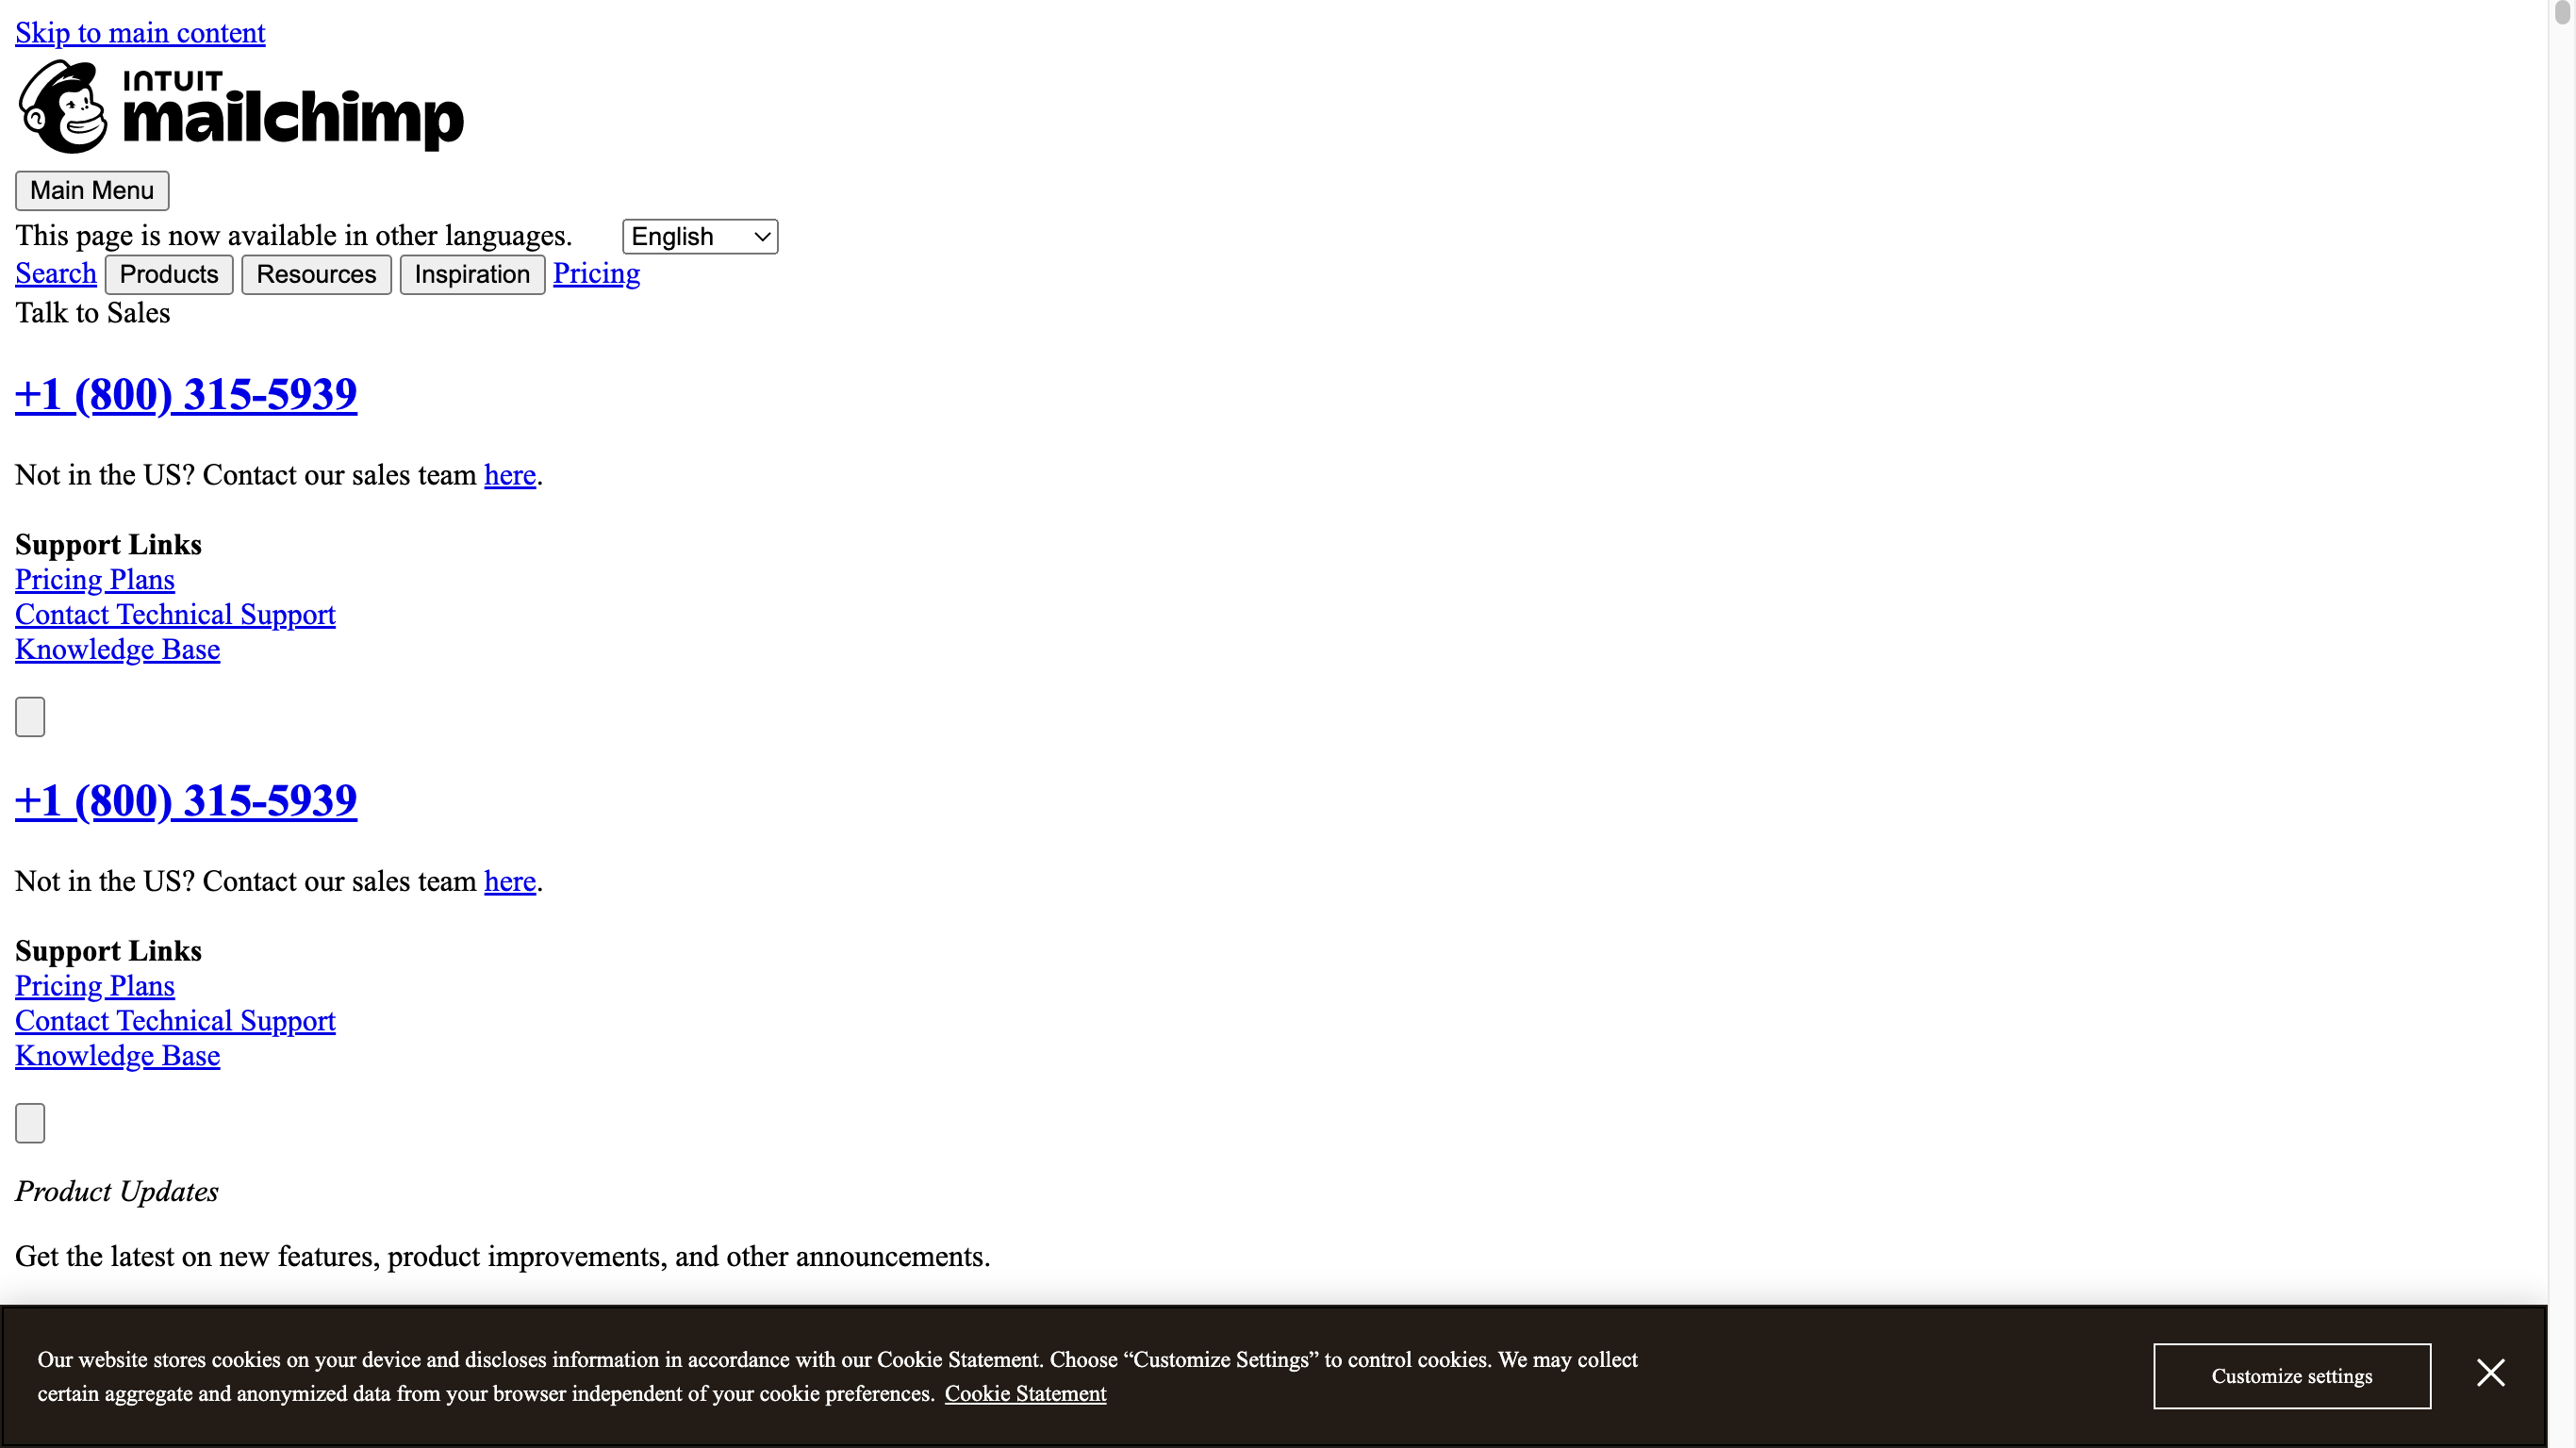 Skip to main content
INTUIT
mailchimp
Main Menu
This page is now available in other languages. English
Search Products Resources Inspiration Pricing
Talk to Sales
+1 (800) 315-5939
Not in the US? Contact our sales team here.
Support Links
Pricing Plans
Contact Technical Support
Knowledge Base
+1 (800) 315-5939
Not in the US? Contact our sales team here.
Support Links
Pricing Plans
Contact Technical Support
Knowledge Base
Product Updates
Get the latest on new features, product improvements, and other announcements.
Our website stores cookies on your device and discloses information in accordance with our Cookie Statement. Choose “Customize Settings” to control cookies. We may collect
certain aggregate and anonymized data from your browser independent of your cookie preferences. Cookie Statement
Customize settings